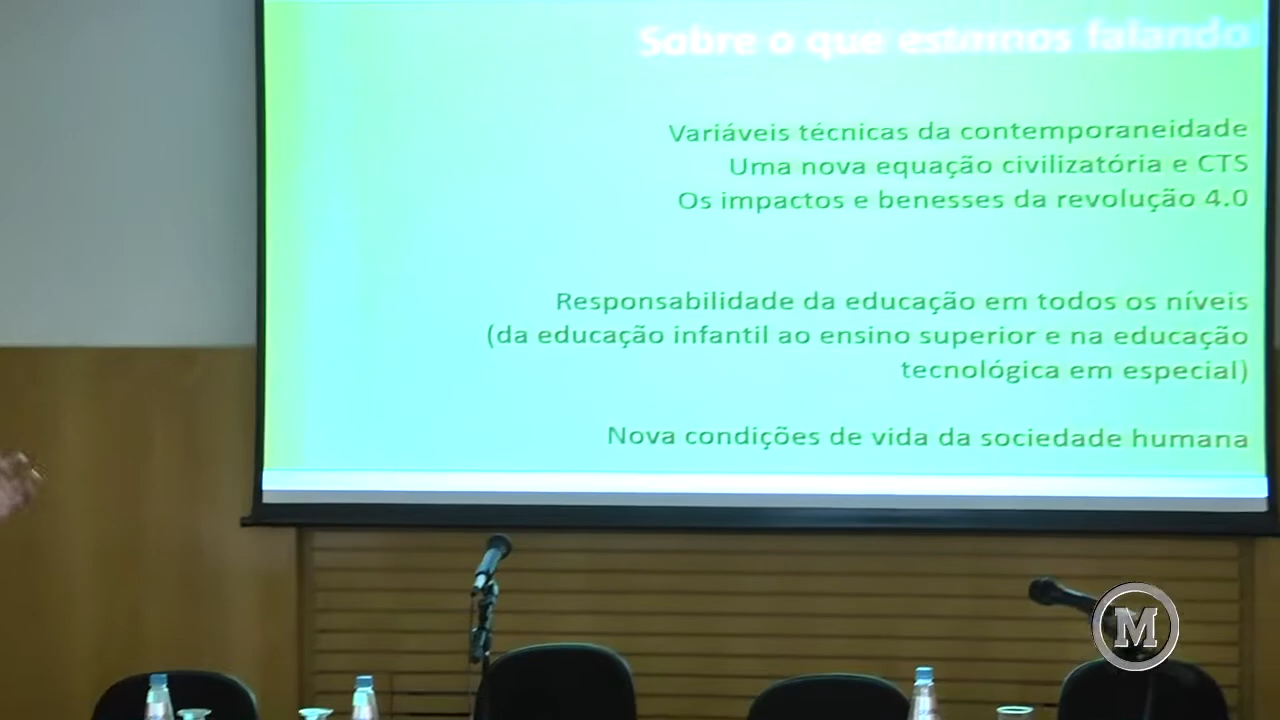 Sobre o que estamos falando
Variáveis técnicas da contemporaneidade
Uma nova equação civilizatória e CTS
Os impactos e benesses da revolução 4.0
Responsabilidade da educação em todos os níveis
(da educação infantil ao ensino superior e na educação
tecnológica em especial)
Nova condições de vida da sociedade humana
M